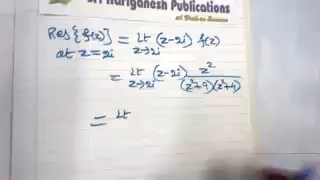 Sri Hariganesh Publications
Res{f(z)} = Lt z→2i (z-2i) f(z)
at z=2i
= Lt z→2i (z-2i) z² / (z²+9)(z²+4)
= Lt